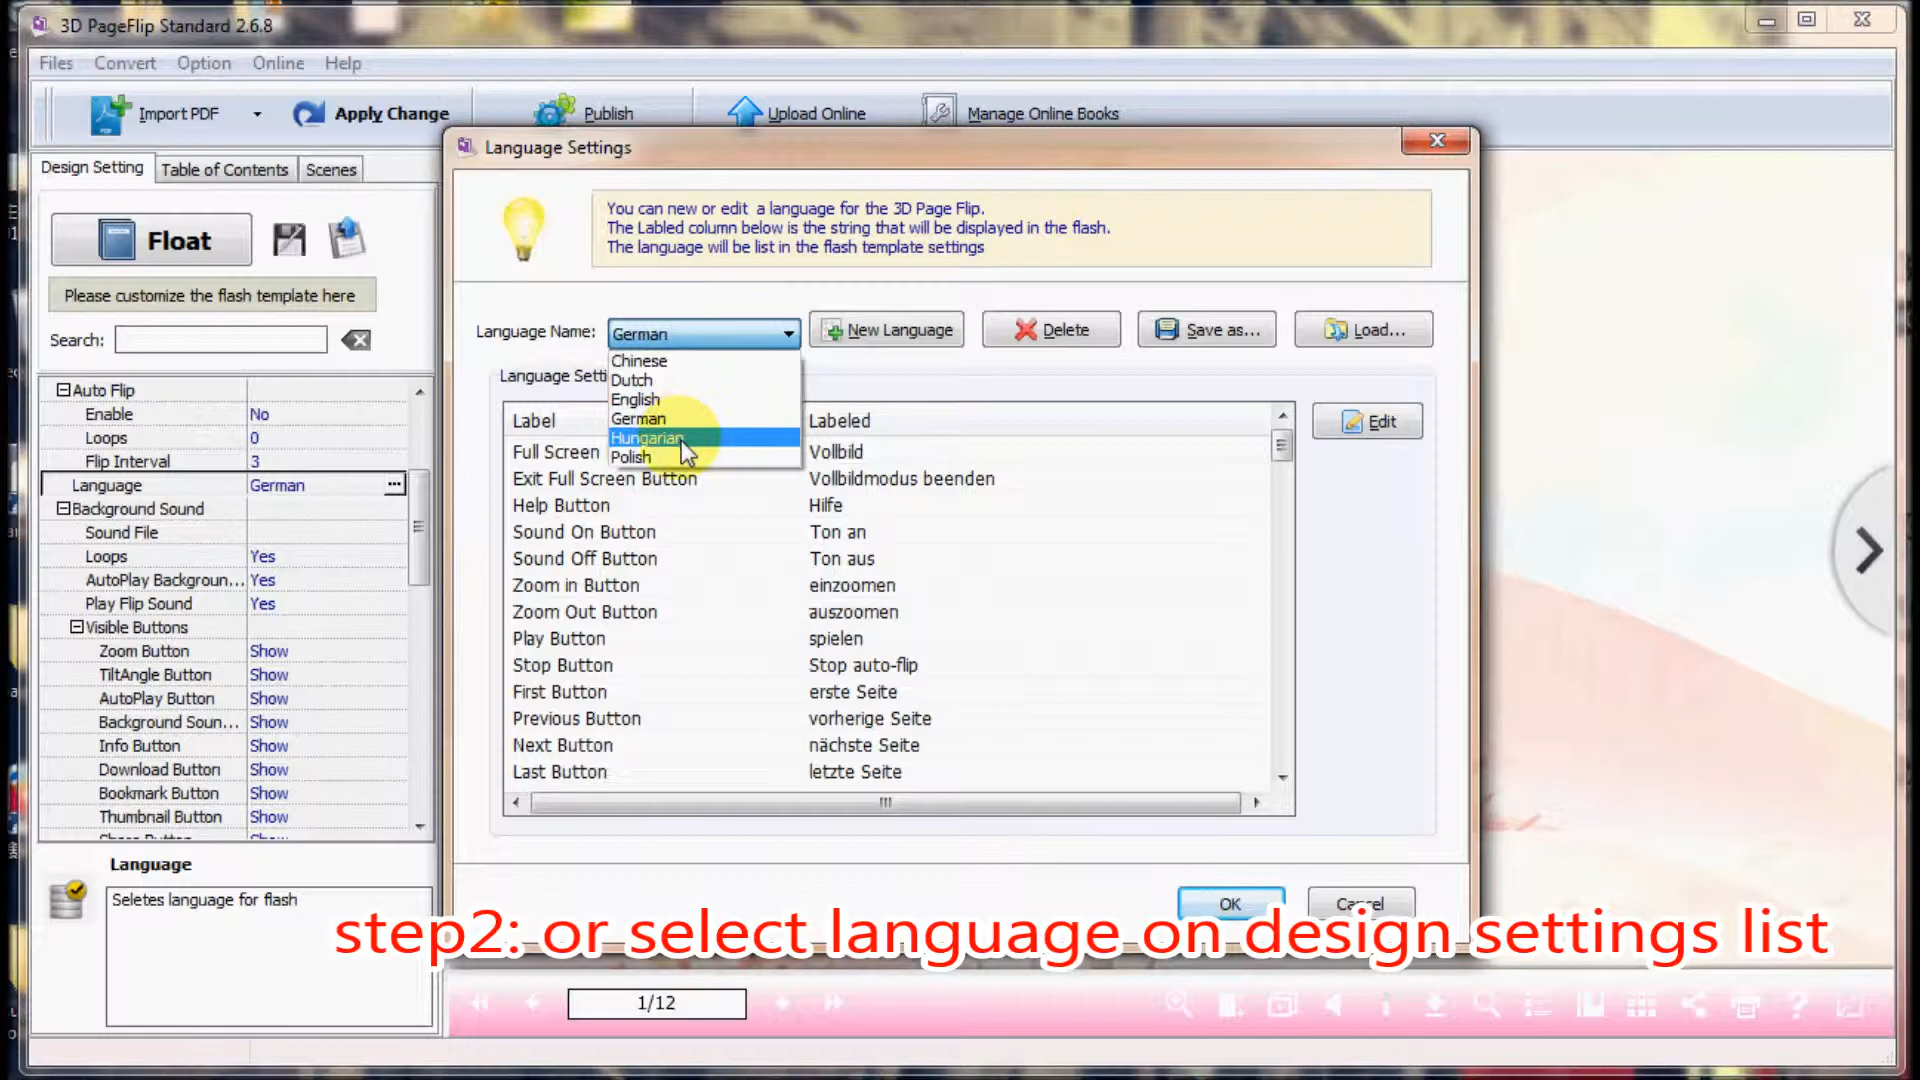 3D PageFlip Standard 2.6.8
Files Convert Option Online Help
Import PDF Apply Change Publish Upload Online Manage Online Books
Design Setting Table of Contents Scenes
Float
Please customize the flash template here
Search:
Auto Flip
Enable No
Loops 0
Flip Interval 3
Language German ...
Background Sound
Sound File
Loops Yes
AutoPlay Backgroun... Yes
Play Flip Sound Yes
Visible Buttons
Zoom Button Show
TiltAngle Button Show
AutoPlay Button Show
Background Soun... Show
Info Button Show
Download Button Show
Bookmark Button Show
Thumbnail Button Show
Language
Seletes language for flash
Language Settings
You can new or edit a language for the 3D Page Flip.
The Labled column below is the string that will be displayed in the flash.
The language will be list in the flash template settings
Language Name: German New Language Delete Save as... Load...
Chinese
Dutch
English
German
Hungarian
Polish
Language Setti
Label Labeled Edit
Full Screen Vollbild
Exit Full Screen Button Vollbildmodus beenden
Help Button Hilfe
Sound On Button Ton an
Sound Off Button Ton aus
Zoom in Button einzoomen
Zoom Out Button auszoomen
Play Button spielen
Stop Button Stop auto-flip
First Button erste Seite
Previous Button vorherige Seite
Next Button nächste Seite
Last Button letzte Seite
OK Cancel
step2: or select language on design settings list
1/12